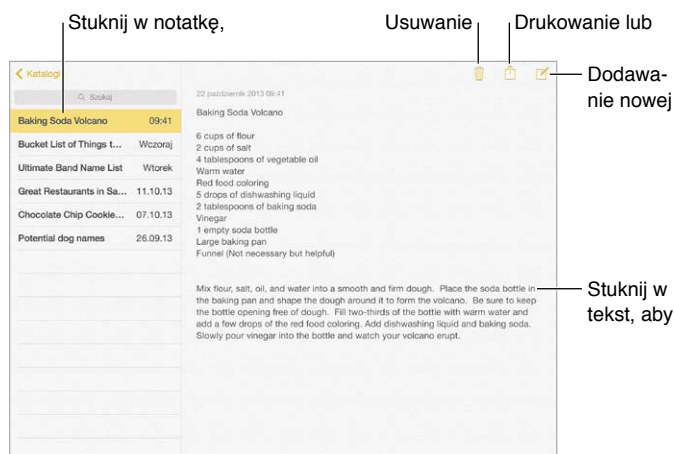 Stuknij w notatkę,
Usuwanie
Drukowanie lub
Dodawa-
nie nowej
Katalogi
Szukaj
Baking Soda Volcano 09:41
Bucket List of Things t... Wczoraj
Ultimate Band Name List Wtorek
Great Restaurants in Sa... 11.10.13
Chocolate Chip Cookie... 07.10.13
Potential dog names 26.09.13
22 październik 2013 09:41
Baking Soda Volcano
6 cups of flour
2 cups of salt
4 tablespoons of vegetable oil
Warm water
Red food coloring
5 drops of dishwashing liquid
2 tablespoons of baking soda
Vinegar
1 empty soda bottle
Large baking pan
Funnel (Not necessary but helpful)
Mix flour, salt, oil, and water into a smooth and firm dough. Place the soda bottle in
the baking pan and shape the dough around it to form the volcano. Be sure to keep
the bottle opening free of dough. Fill two-thirds of the bottle with warm water and
add a few drops of the red food coloring. Add dishwashing liquid and baking soda.
Slowly pour vinegar into the bottle and watch your volcano erupt.
Stuknij w
tekst, aby